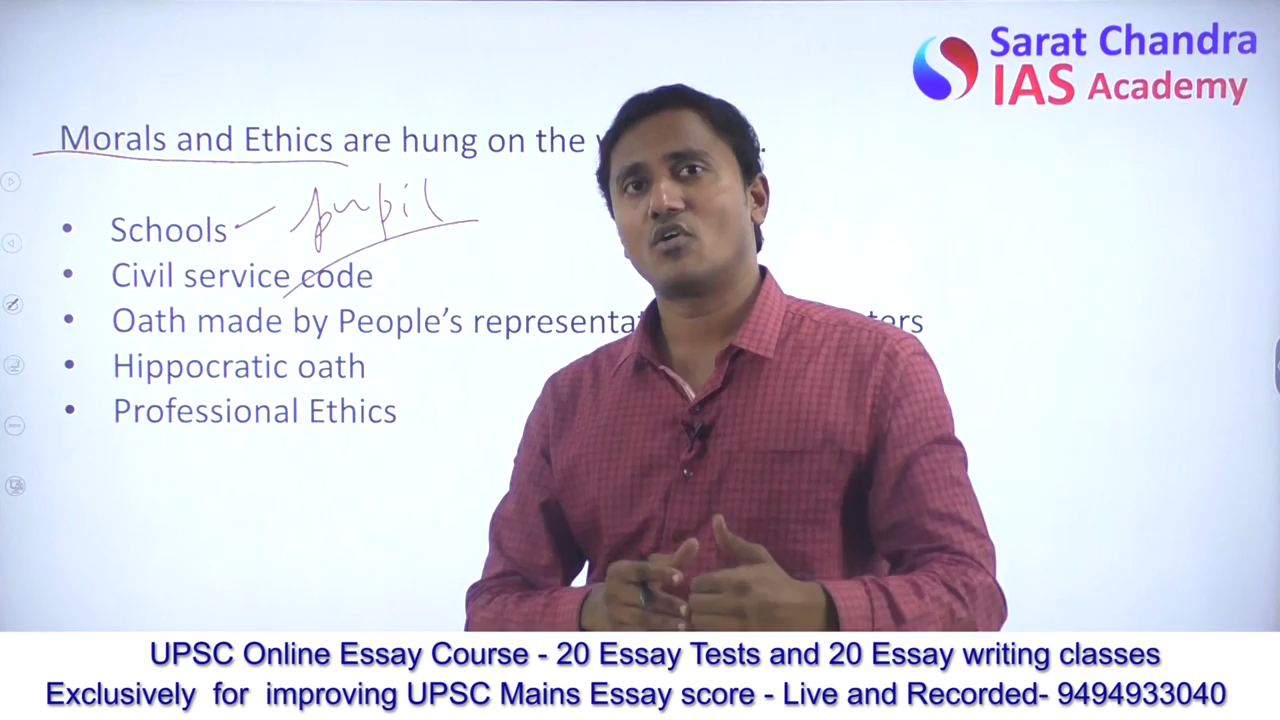 Sarat Chandra
IAS Academy
Morals and Ethics are hung on the
• Schools pupil
• Civil service code
• Oath made by People's
• Hippocratic oath
• Professional Ethics
UPSC Online Essay Course - 20 Essay Tests and 20 Essay writing classes
Exclusively for improving UPSC Mains Essay score - Live and Recorded- 9494933040